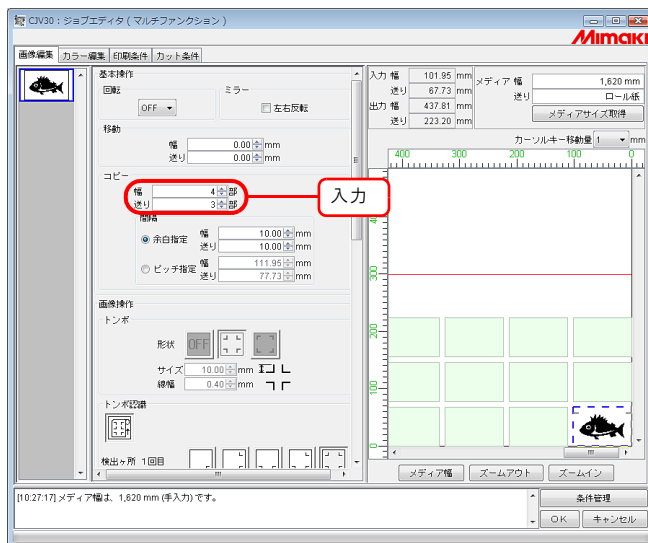 CJV30：ジョブエディタ ( マルチファンクション )
Mimaki
画像編集 カラー編集 印刷条件 カット条件
基本操作
回転
OFF
ミラー
左右反転
移動
幅 0.00 mm
送り 0.00 mm
コピー
幅 4 部
送り 3 部
入力
間隔
余白指定 幅 10.00 mm
送り 10.00 mm
ピッチ指定 幅 111.95 mm
送り 77.73 mm
画像操作
トンボ
形状 OFF
サイズ 10.00 mm
線幅 0.40 mm
トンボ認識
検出ヶ所 1回目
入力 幅 101.95 mm
送り 67.73 mm
出力 幅 437.81 mm
送り 223.20 mm
メディア 幅 1,620 mm
送り ロール紙
メディアサイズ取得
カーソルキー移動量 1 mm
400 300 200 100 0
300
200
100
0
メディア幅 ズームアウト ズームイン
[10:27:17] メディア幅は、1,620 mm (手入力) です。
条件管理
OK キャンセル